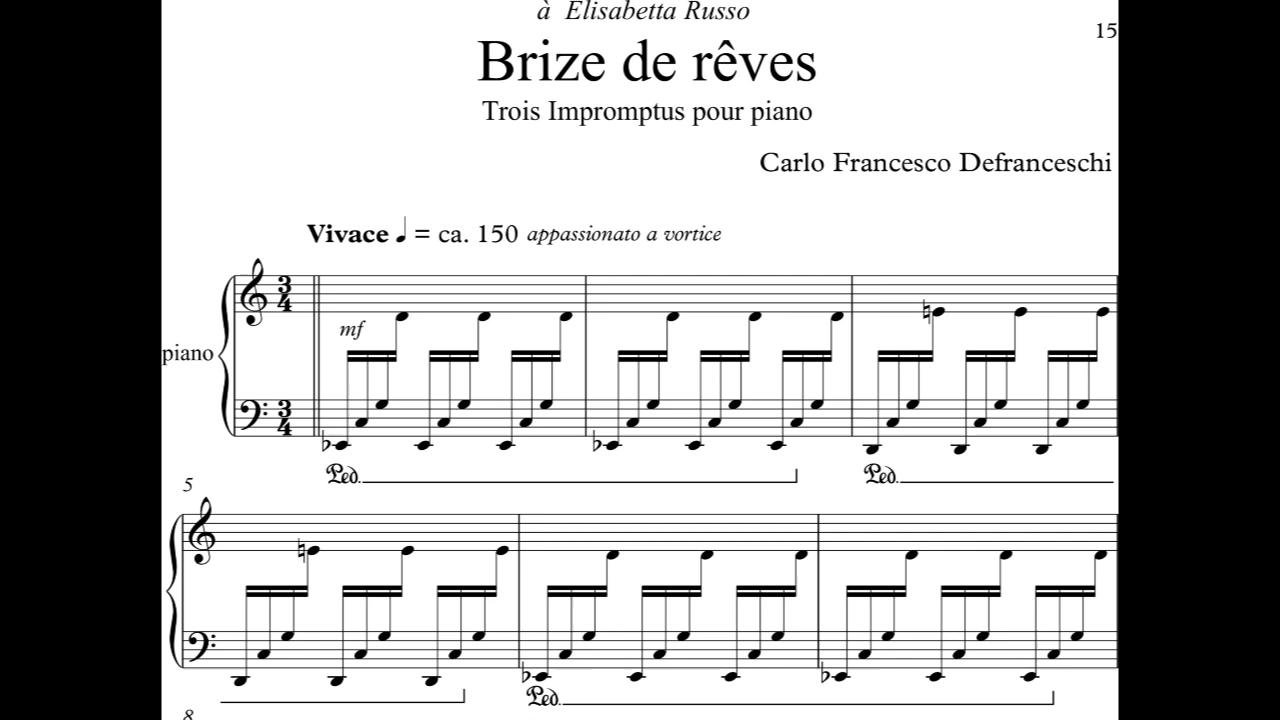 à Elisabetta Russo
15
Brize de rêves
Trois Impromptus pour piano
Carlo Francesco Defranceschi
Vivace ♩ = ca. 150 appassionato a vortice
3 4
mf
piano
3 4
Ped. Ped.
5
Ped.
8